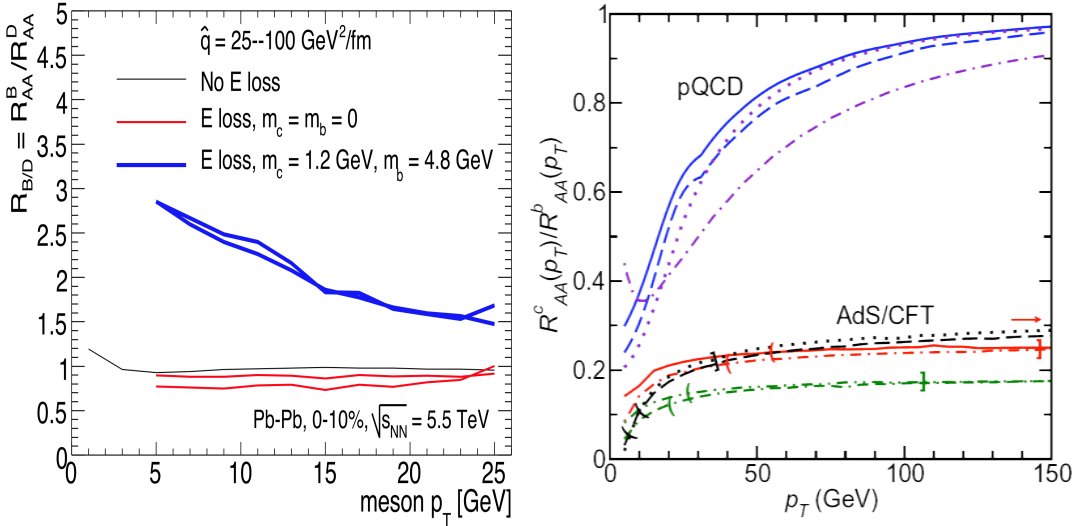 R_B/D = R_AA^B/R_AA^D
5
4.5
4
3.5
3
2.5
2
1.5
1
0.5
0
q̂ = 25--100 GeV²/fm
No E loss
E loss, m_c = m_b = 0
E loss, m_c = 1.2 GeV, m_b = 4.8 GeV
Pb-Pb, 0-10%, √s_NN = 5.5 TeV
0 5 10 15 20 25
meson p_T [GeV]
R^c_AA(p_T)/R^b_AA(p_T)
1
0.8
0.6
0.4
0.2
0
pQCD
AdS/CFT
0 50 100 150
p_T (GeV)